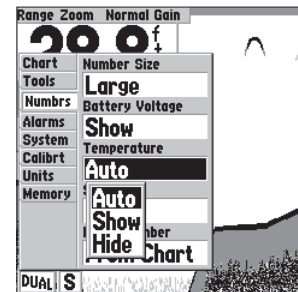 Range Zoom Normal Gain
Chart
Tools
Numbrs
Alarms
System
Calibrt
Units
Memory
Number Size
Large
Battery Voltage
Show
Temperature
Auto
Auto
Show
Hide
Chart
DUAL S